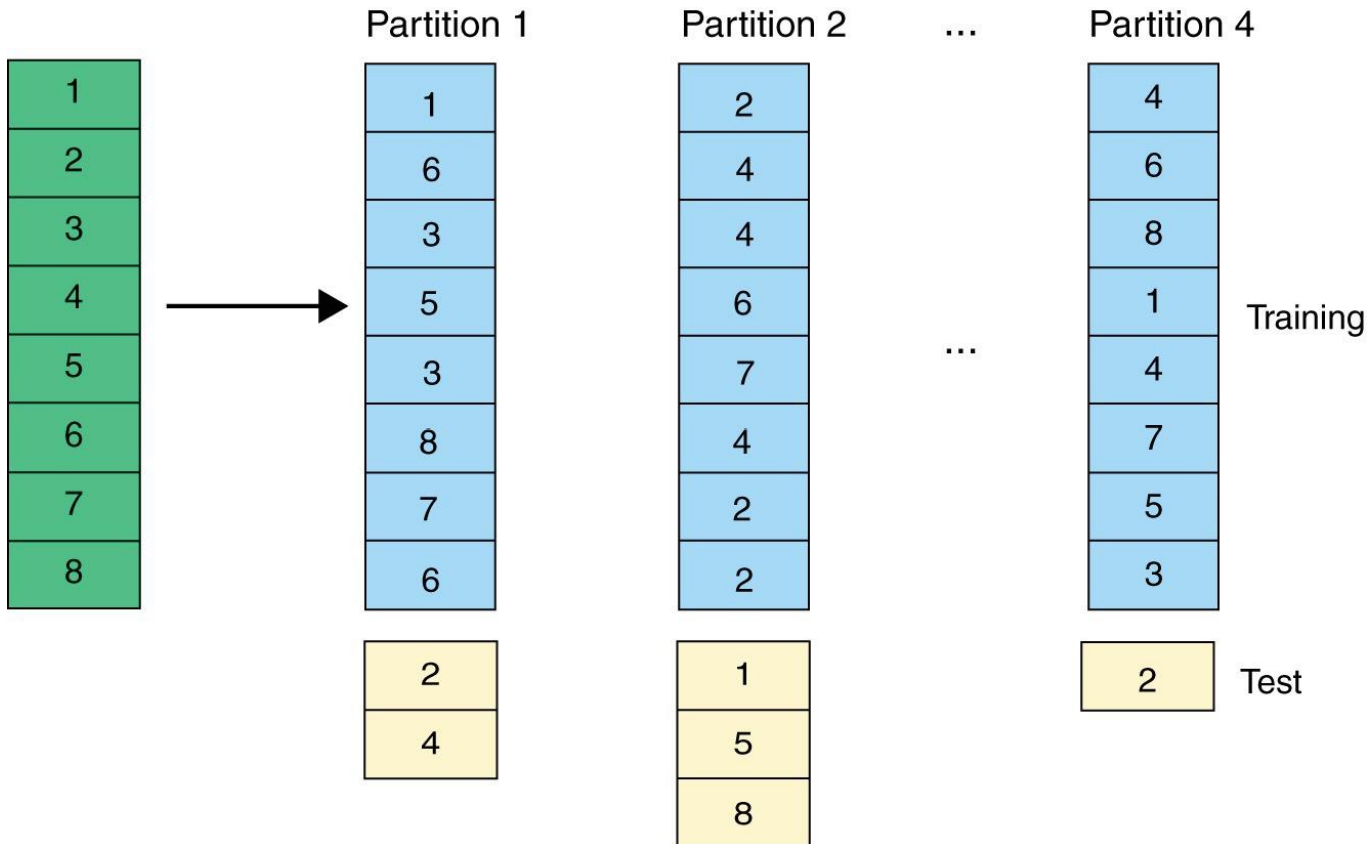 Partition 1 Partition 2 ... Partition 4
1 1 2 4
2 6 4 6
3 3 4 8
4 5 6 1 Training
5 3 7 ... 4
6 8 4 7
7 7 2 5
8 6 2 3
2 1 2 Test
4 5
8